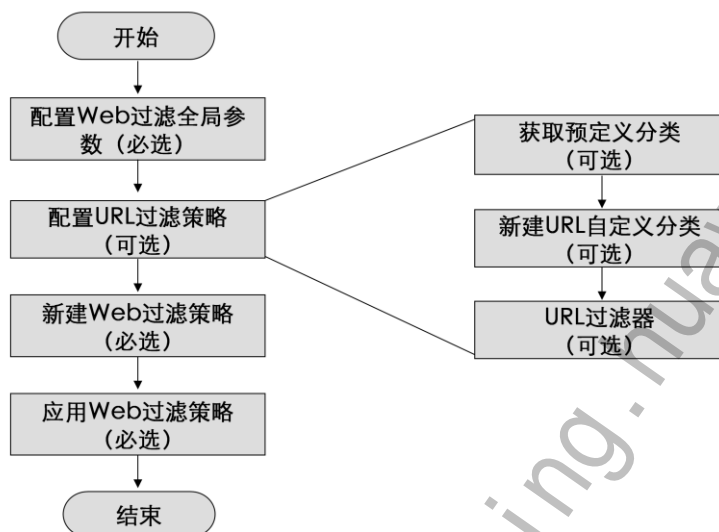 开始
配置Web过滤全局参
数（必选）
配置URL过滤策略
（可选）
新建Web过滤策略
（必选）
应用Web过滤策略
（必选）
结束
获取预定义分类
（可选）
新建URL自定义分类
（可选）
URL过滤器
（可选）